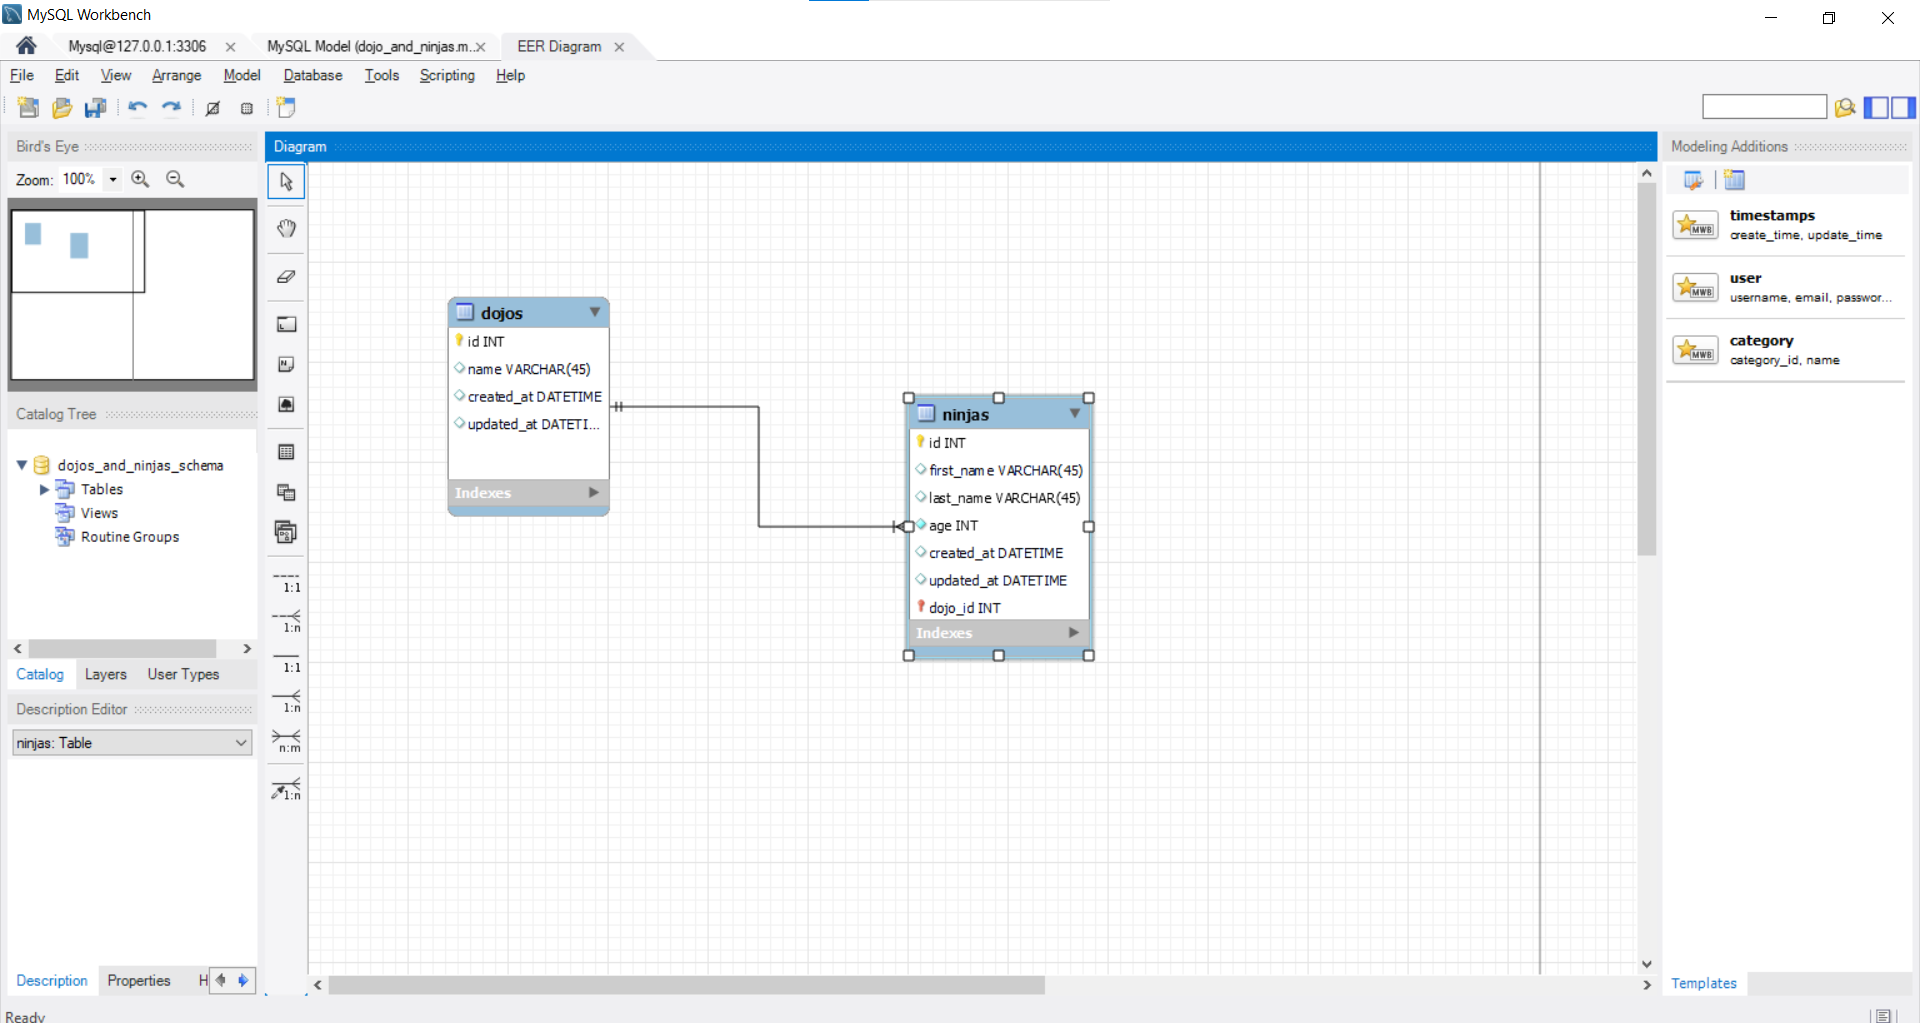 MySQL Workbench
Mysql@127.0.0.1:3306
MySQL Model (dojo_and_ninjas.m...
EER Diagram
File Edit View Arrange Model Database Tools Scripting Help
Bird's Eye
Zoom: 100%
Catalog Tree
dojos_and_ninjas_schema
Tables
Views
Routine Groups
Catalog Layers User Types
Description Editor
ninjas: Table
Description Properties H
Ready
Diagram
1:1
1:n
1:1
1:n
n:m
1:n
dojos
id INT
name VARCHAR(45)
created_at DATETIME
updated_at DATETI...
Indexes
ninjas
id INT
first_name VARCHAR(45)
last_name VARCHAR(45)
age INT
created_at DATETIME
updated_at DATETIME
dojo_id INT
Indexes
Modeling Additions
MWB
timestamps
create_time, update_time
MWB
user
username, email, passwor...
MWB
category
category_id, name
Templates